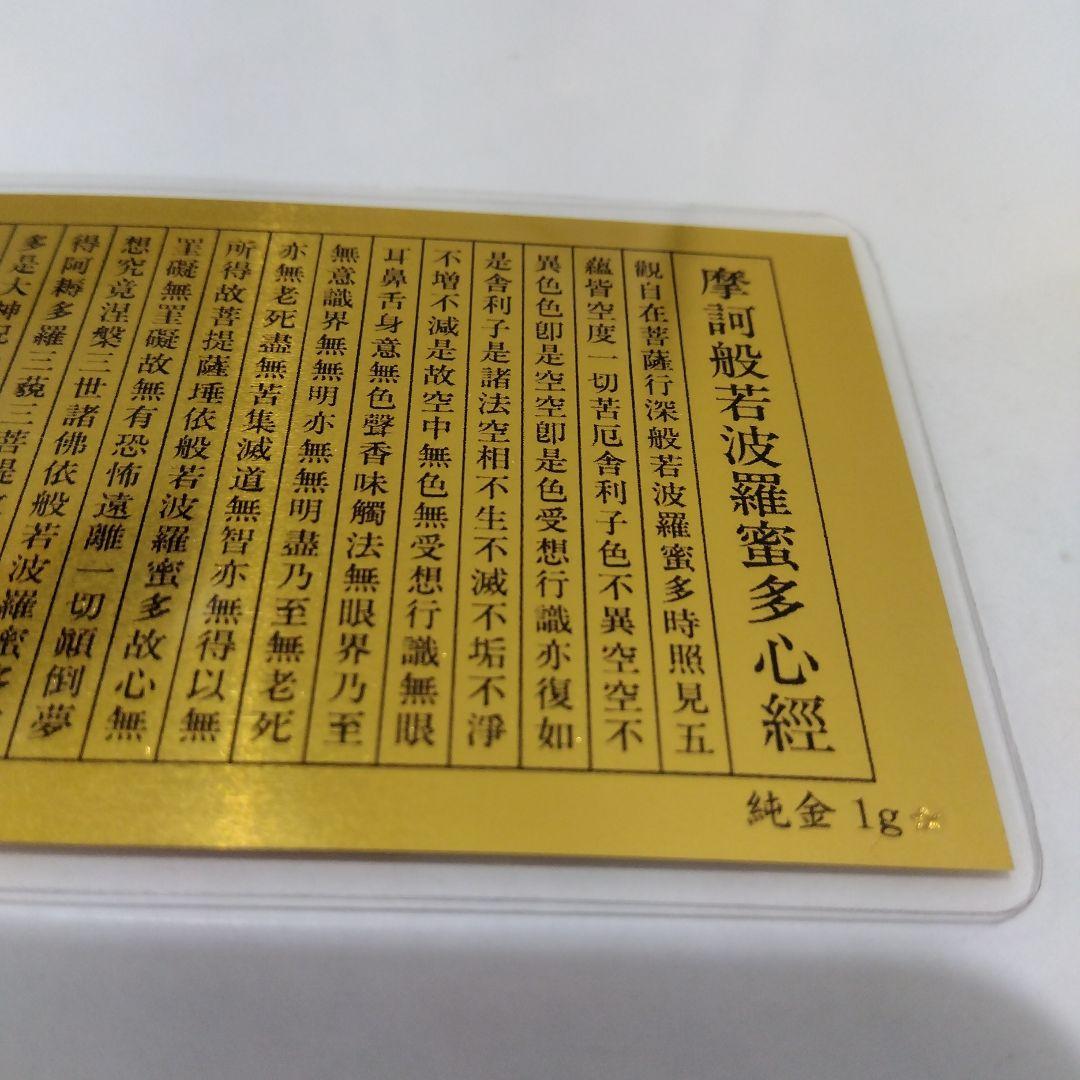 摩訶般若波羅蜜多心經
觀自在菩薩行深般若波羅蜜多時照見五
蘊皆空度一切苦厄舍利子色不異空空不
異色色卽是空空卽是色受想行識亦復如
是舍利子是諸法空相不生不滅不垢不淨
不增不減是故空中無色無受想行識無眼
耳鼻舌身意無色聲香味觸法無眼界乃至
無意識界無無明亦無無明盡乃至無老死
亦無老死盡無苦集滅道無智亦無得以無
所得故菩提薩埵依般若波羅蜜多故心無
罣礙無罣礙故無有恐怖遠離一切顚倒夢
想究竟涅槃三世諸佛依般若波羅蜜多
得阿耨多羅三藐三菩提
多是大神呪
純金 1g